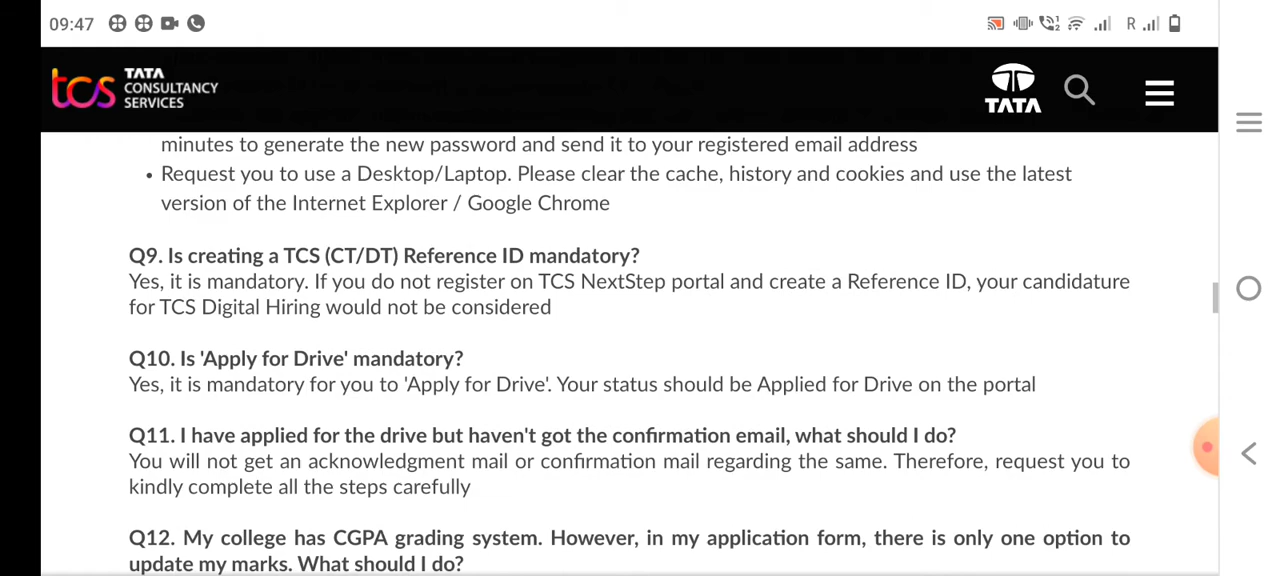 09:47
R
tcs TATA CONSULTANCY SERVICES
TATA
minutes to generate the new password and send it to your registered email address
• Request you to use a Desktop/Laptop. Please clear the cache, history and cookies and use the latest
version of the Internet Explorer / Google Chrome
Q9. Is creating a TCS (CT/DT) Reference ID mandatory?
Yes, it is mandatory. If you do not register on TCS NextStep portal and create a Reference ID, your candidature
for TCS Digital Hiring would not be considered
Q10. Is 'Apply for Drive' mandatory?
Yes, it is mandatory for you to 'Apply for Drive'. Your status should be Applied for Drive on the portal
Q11. I have applied for the drive but haven't got the confirmation email, what should I do?
You will not get an acknowledgment mail or confirmation mail regarding the same. Therefore, request you to
kindly complete all the steps carefully
Q12. My college has CGPA grading system. However, in my application form, there is only one option to
update my marks. What should I do?